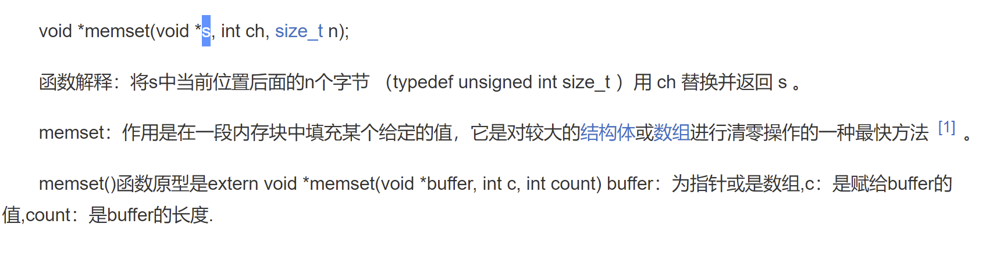 void *memset(void *s, int ch, size_t n);
函数解释：将s中当前位置后面的n个字节 （typedef unsigned int size_t ）用 ch 替换并返回 s 。
memset：作用是在一段内存块中填充某个给定的值，它是对较大的结构体或数组进行清零操作的一种最快方法 [1] 。
memset()函数原型是extern void *memset(void *buffer, int c, int count) buffer：为指针或是数组,c：是赋给buffer的
值,count：是buffer的长度.